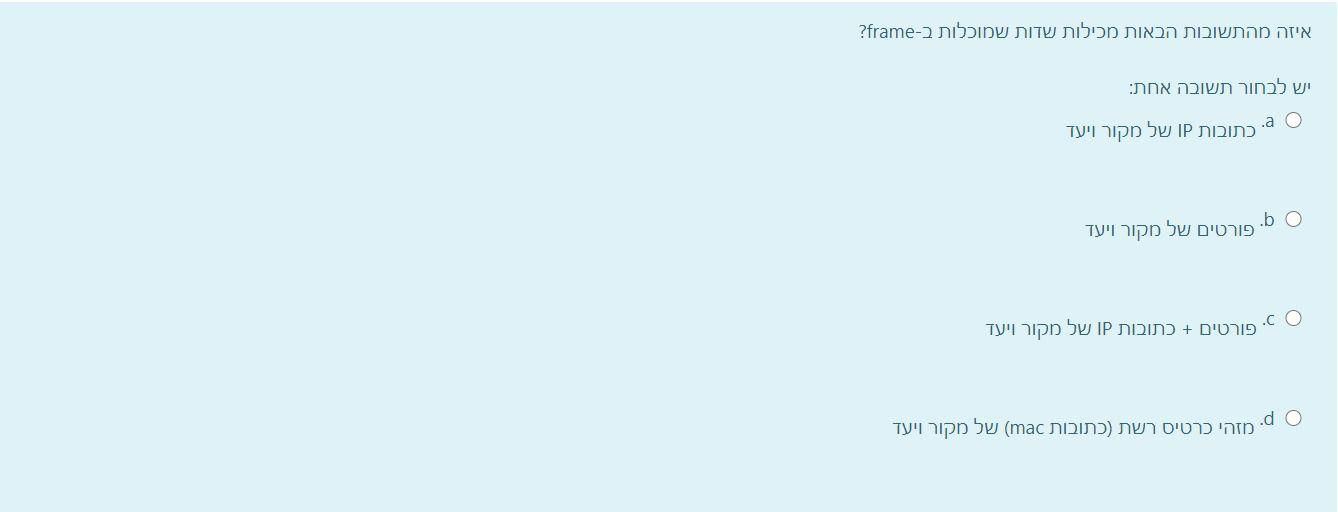 איזה מהתשובות הבאות מכילות שדות שמוכלות ב-frame?
יש לבחור תשובה אחת:
a. כתובות IP של מקור ויעד
b. פורטים של מקור ויעד
c. פורטים + כתובות IP של מקור ויעד
d. מזהי כרטיס רשת (כתובות mac) של מקור ויעד